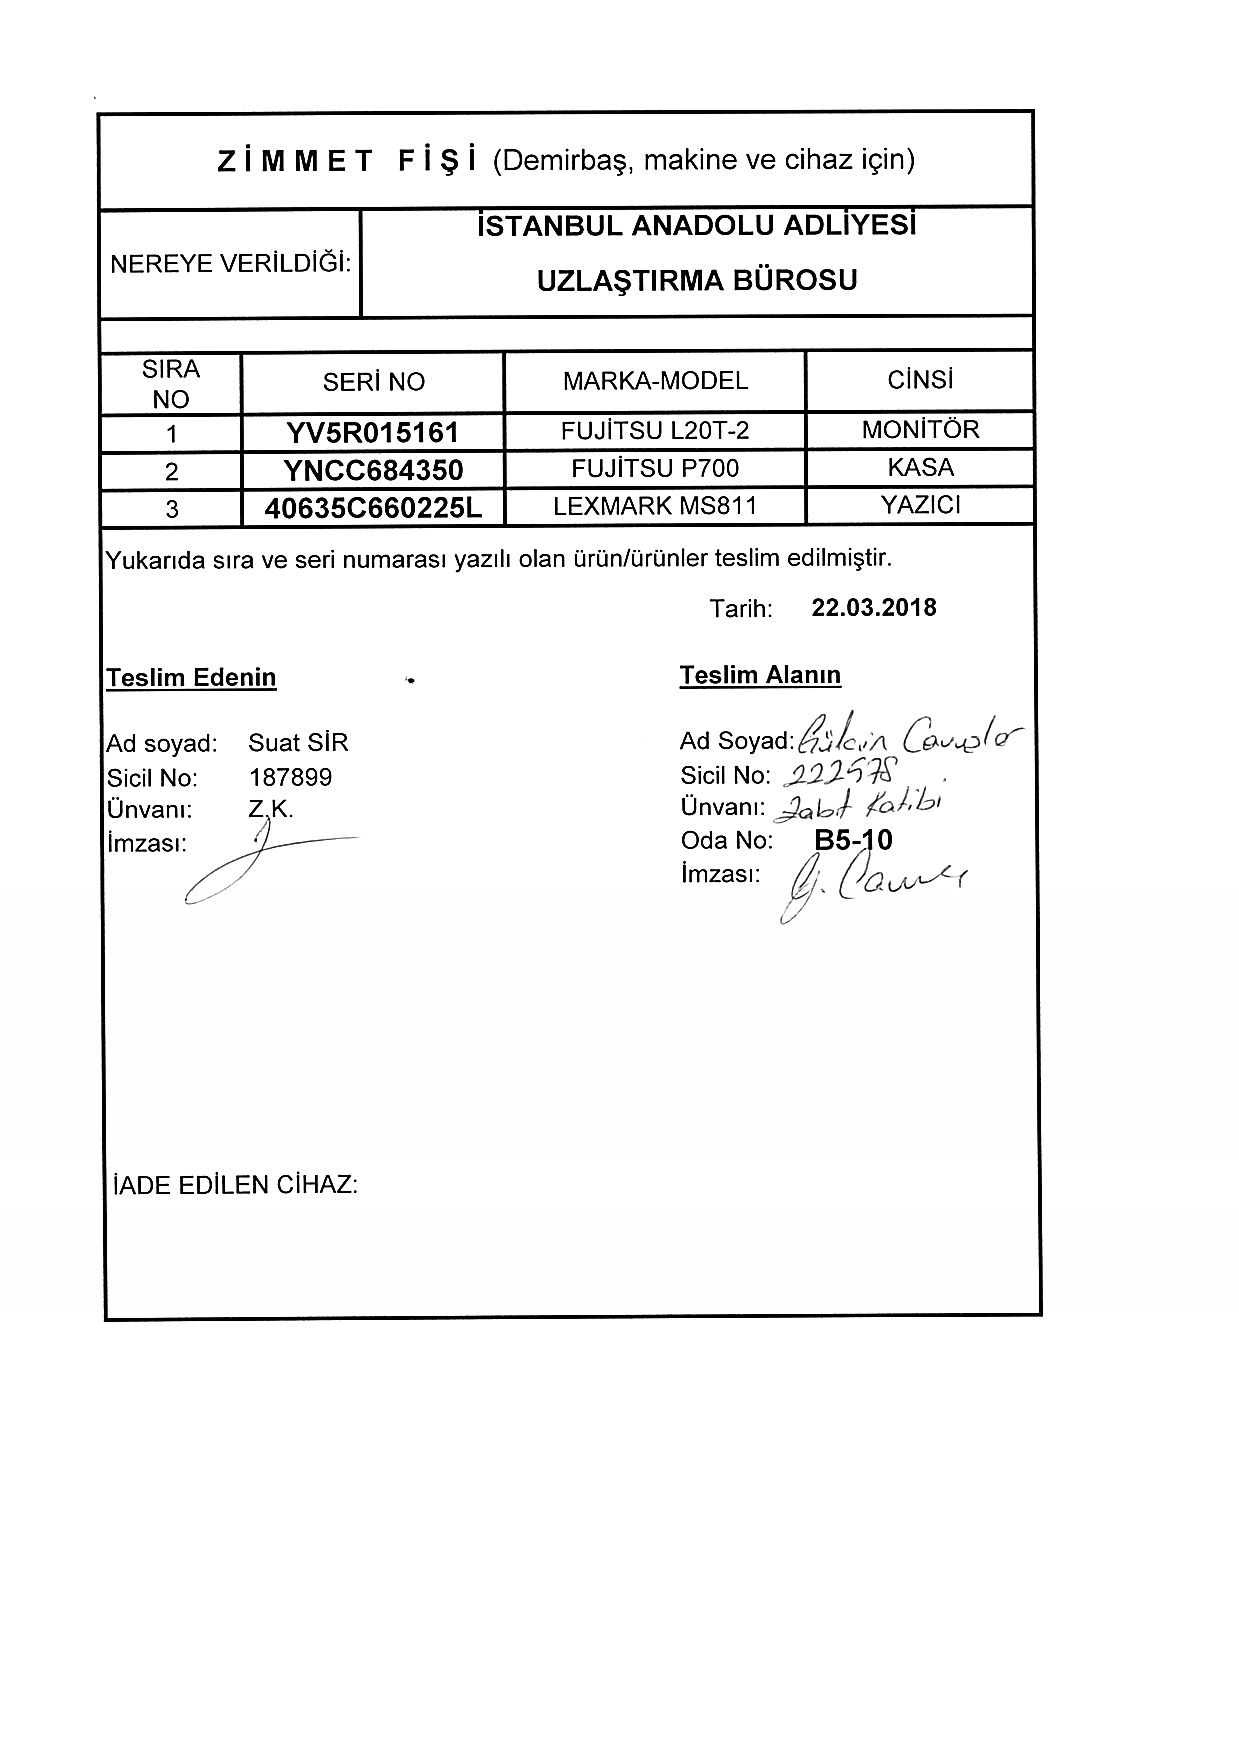 ZİMMET FİŞİ (Demirbaş, makine ve cihaz için)
NEREYE VERİLDİĞİ:
İSTANBUL ANADOLU ADLİYESİ
UZLAŞTIRMA BÜROSU
SIRA NO SERİ NO MARKA-MODEL CİNSİ
1 YV5R015161 FUJİTSU L20T-2 MONİTÖR
2 YNCC684350 FUJİTSU P700 KASA
3 40635C660225L LEXMARK MS811 YAZICI
Yukarıda sıra ve seri numarası yazılı olan ürün/ürünler teslim edilmiştir.
Tarih: 22.03.2018
Teslim Edenin
Ad soyad: Suat SİR
Sicil No: 187899
Ünvanı: Z.K.
İmzası:
Teslim Alanın
Ad Soyad: Gülçin
Sicil No: 222578
Ünvanı: Zabıt Katibi
Oda No: B5-10
İmzası:
İADE EDİLEN CİHAZ: